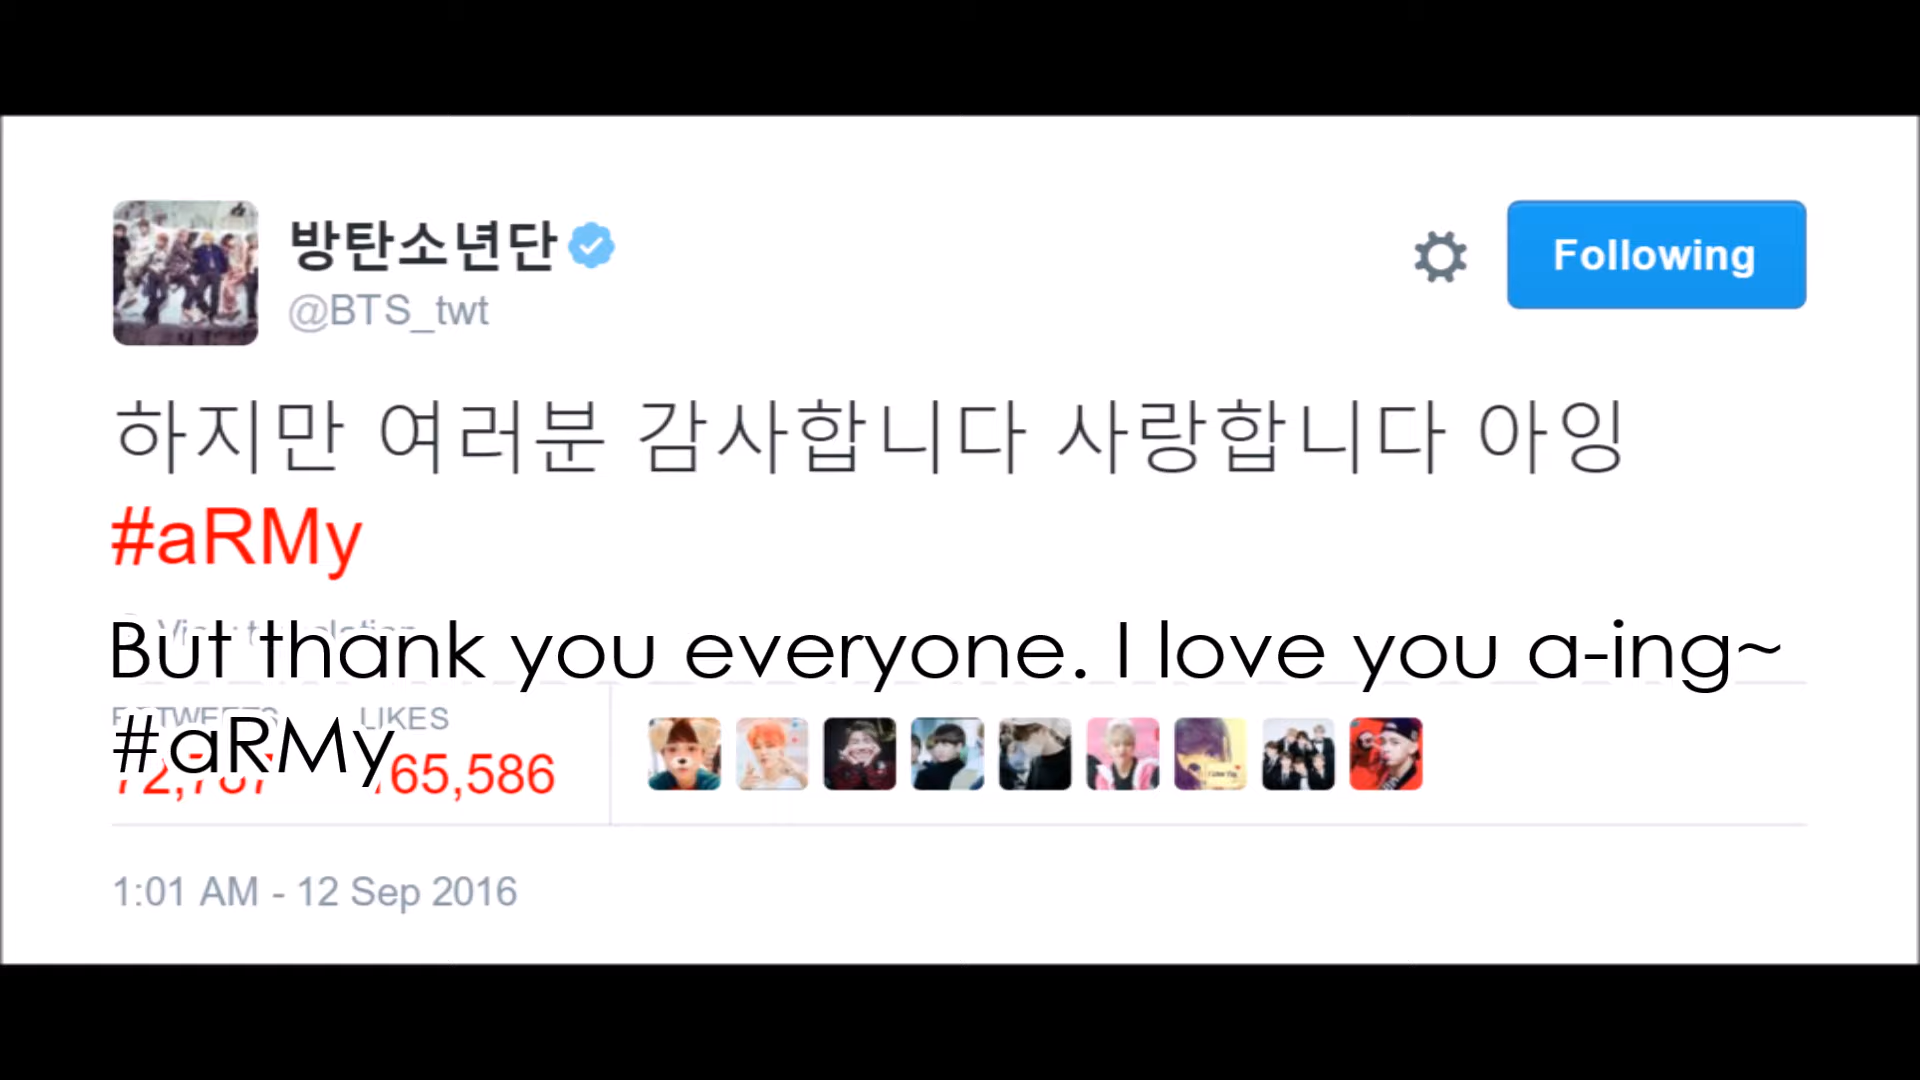 방탄소년단
@BTS_twt
Following
하지만 여러분 감사합니다 사랑합니다 아잉
#aRMy
But thank you everyone. I love you a-ing~
#aRMy
LIKES
65,586
1:01 AM - 12 Sep 2016